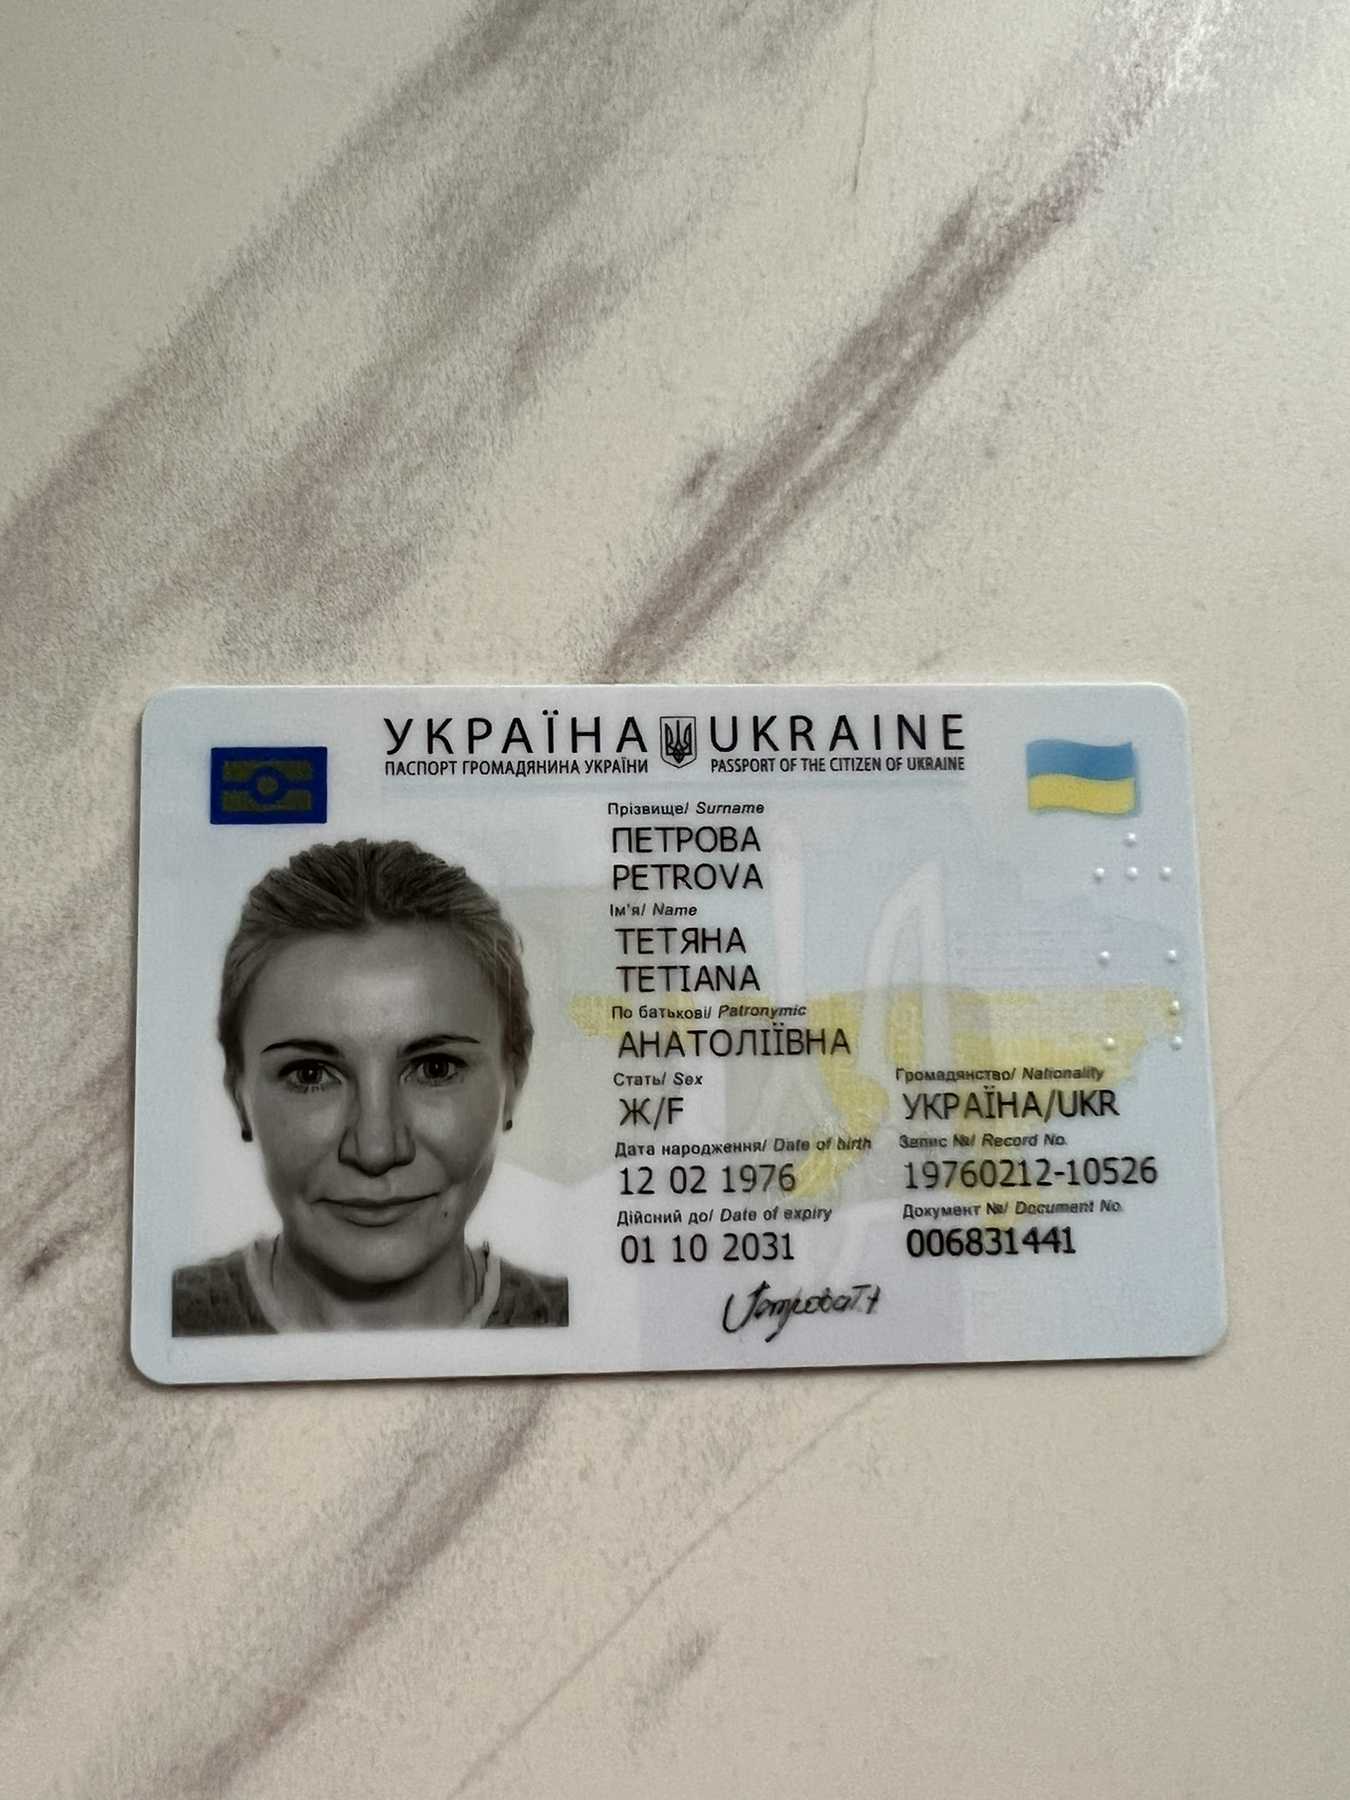 УКРАЇНА UKRAINE
ПАСПОРТ ГРОМАДЯНИНА УКРАЇНИ PASSPORT OF THE CITIZEN OF UKRAINE
Прізвище/ Surname
ПЕТРОВА
PETROVA
Ім'я/ Name
ТЕТЯНА
TETIANA
По батькові/ Patronymic
АНАТОЛІЇВНА
Стать/ Sex Громадянство/ Nationality
Ж/F УКРАЇНА/UKR
Дата народження/ Date of birth Запис №/ Record No.
12 02 1976 19760212-10526
Дійсний до/ Date of expiry Документ №/ Document No.
01 10 2031 006831441